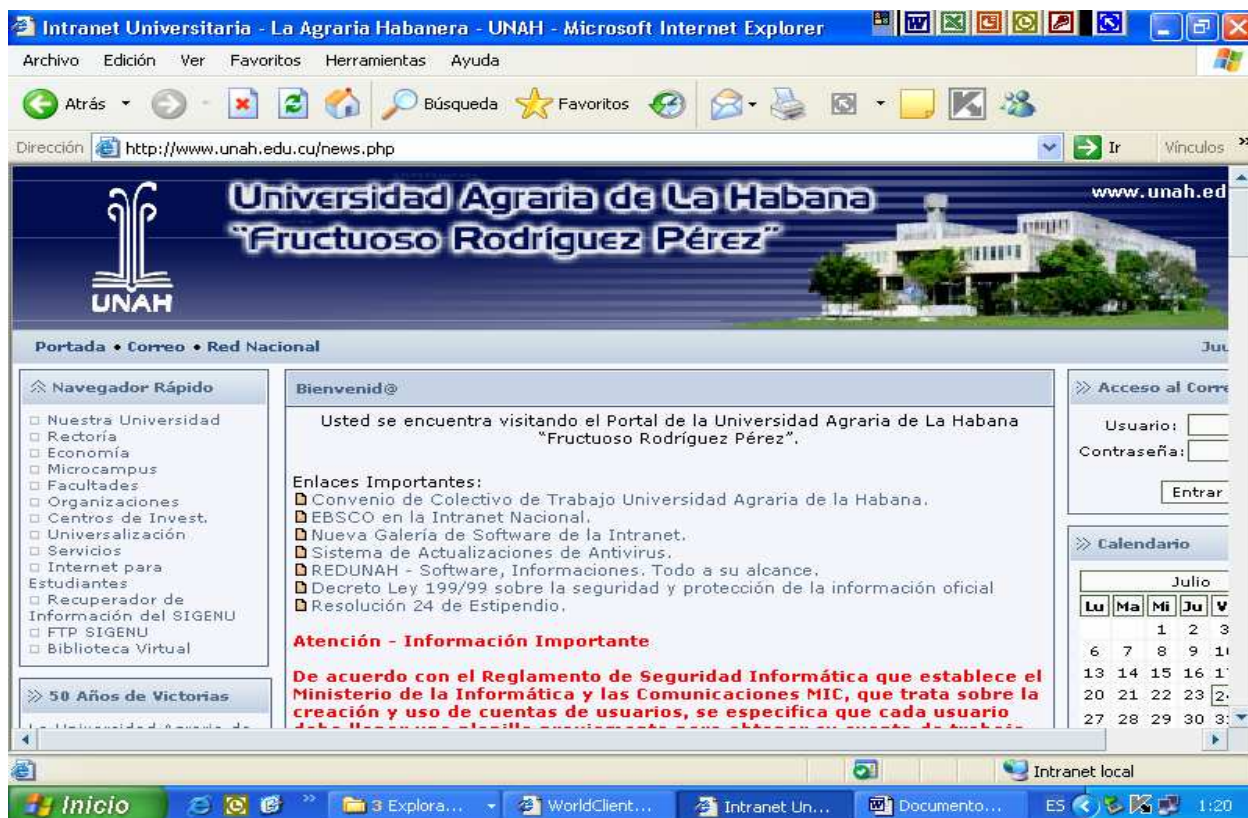 Intranet Universitaria - La Agraria Habanera - UNAH - Microsoft Internet Explorer
Archivo Edición Ver Favoritos Herramientas Ayuda
Atrás Búsqueda Favoritos
Dirección http://www.unah.edu.cu/news.php Ir Vínculos
Universidad Agraria de La Habana
"Fructuoso Rodríguez Pérez"
UNAH
www.unah.ed
Portada • Correo • Red Nacional
Navegador Rápido
Nuestra Universidad
Rectoría
Economía
Microcampus
Facultades
Organizaciones
Centros de Invest.
Universalización
Servicios
Internet para
Estudiantes
Recuperador de
Información del SIGENU
FTP SIGENU
Biblioteca Virtual
50 Años de Victorias
Bienvenid@
Usted se encuentra visitando el Portal de la Universidad Agraria de La Habana
"Fructuoso Rodríguez Pérez".
Enlaces Importantes:
Convenio de Colectivo de Trabajo Universidad Agraria de la Habana.
EBSCO en la Intranet Nacional.
Nueva Galería de Software de la Intranet.
Sistema de Actualizaciones de Antivirus.
REDUNAH - Software, Informaciones. Todo a su alcance.
Decreto Ley 199/99 sobre la seguridad y protección de la información oficial
Resolución 24 de Estipendio.
Atención - Información Importante
De acuerdo con el Reglamento de Seguridad Informática que establece el
Ministerio de la Informática y las Comunicaciones MIC, que trata sobre la
creación y uso de cuentas de usuarios, se especifica que cada usuario
Acceso al Corre
Usuario:
Contraseña:
Entrar
Calendario
Julio
Lu Ma Mi Ju V
1 2 3
6 7 8 9 1
13 14 15 16 1
20 21 22 23 2
27 28 29 30 3
Intranet local
Inicio 3 Explora... WorldClient... Intranet Un... Documento... ES 1:20